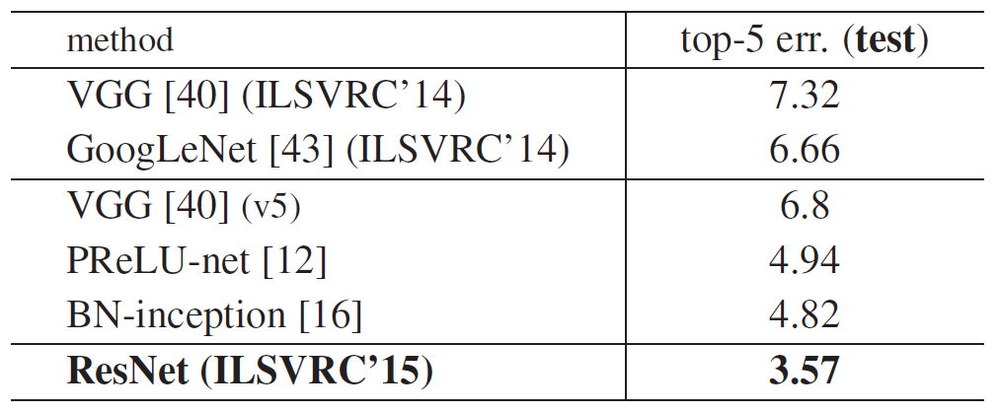 method top-5 err. (test)
VGG [40] (ILSVRC’14) 7.32
GoogLeNet [43] (ILSVRC’14) 6.66
VGG [40] (v5) 6.8
PReLU-net [12] 4.94
BN-inception [16] 4.82
ResNet (ILSVRC’15) 3.57